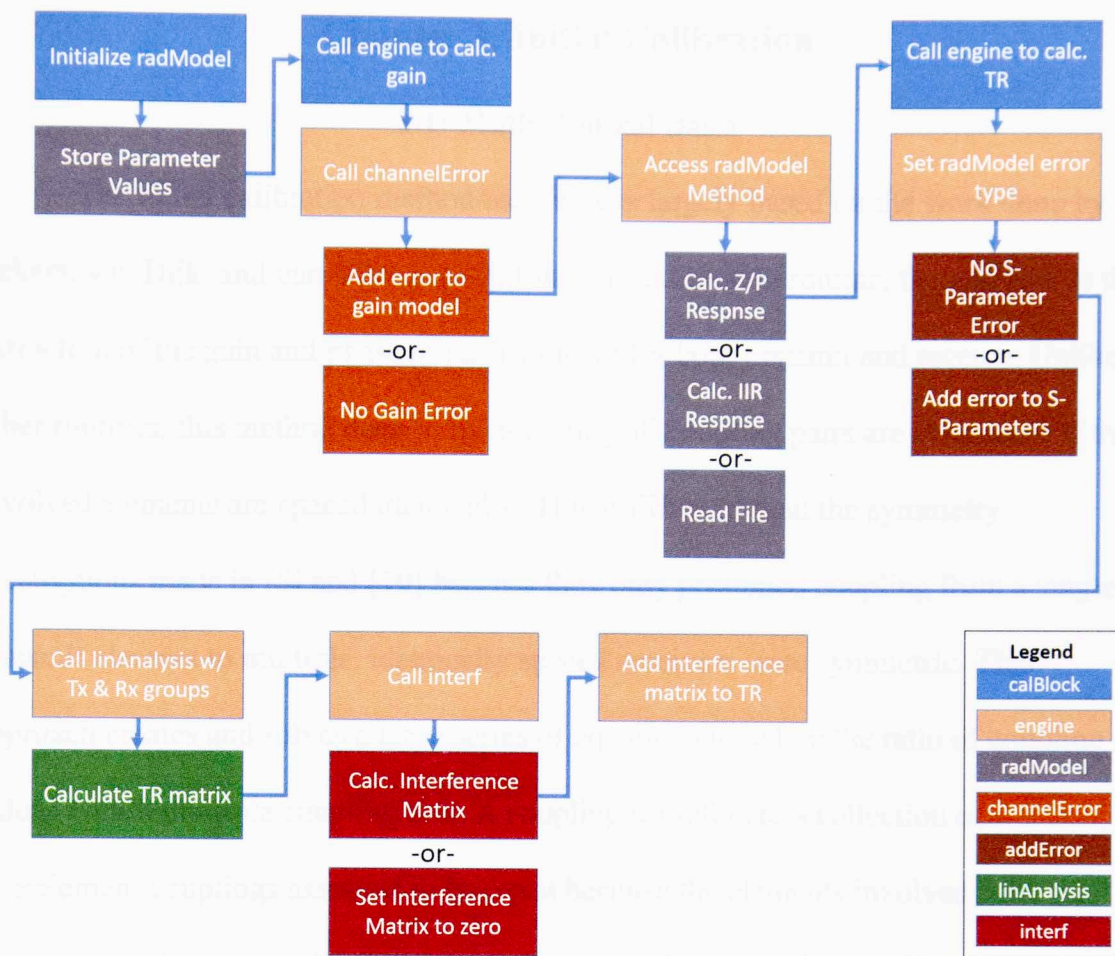 Initialize radModel
Store Parameter
Values
Call engine to calc.
gain
Call channelError
Add error to
gain model
-or-
No Gain Error
Access radModel
Method
Calc. Z/P
Respnse
-or-
Calc. IIR
Respnse
-or-
Read File
Call engine to calc.
TR
Set radModel error
type
No S-
Parameter
Error
-or-
Add error to S-
Parameters
Call linAnalysis w/
Tx & Rx groups
Calculate TR matrix
Call interf
Calc. Interference
Matrix
-or-
Set Interference
Matrix to zero
Add interference
matrix to TR
Legend
calBlock
engine
radModel
channelError
addError
linAnalysis
interf